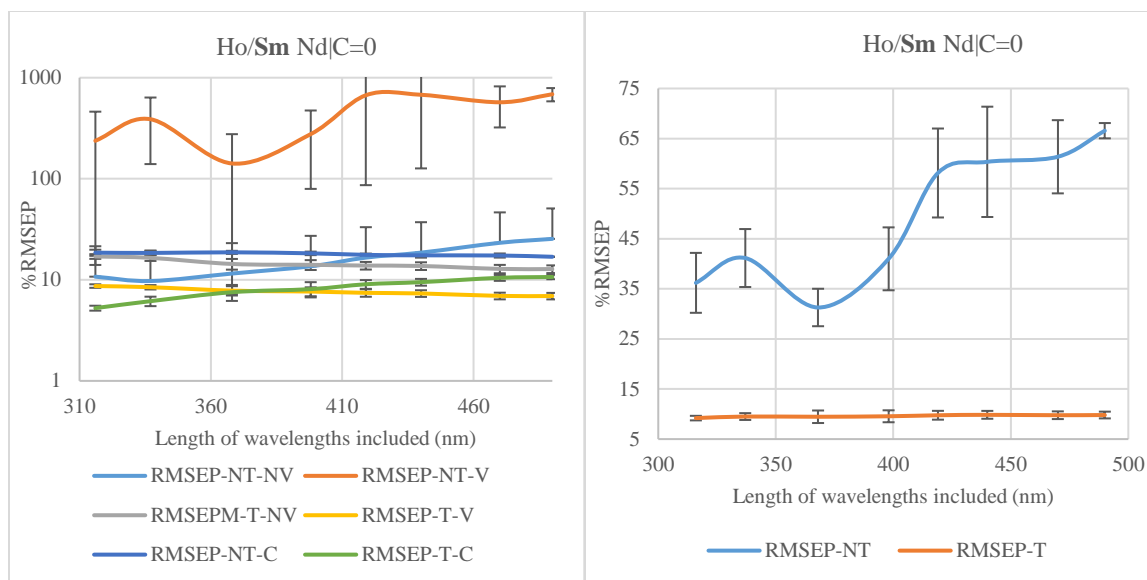 Ho/Sm Nd|C=0
1000
100
10
1
%RMSEP
310 360 410 460
Length of wavelengths included (nm)
RMSEP-NT-NV RMSEP-NT-V
RMSEPM-T-NV RMSEP-T-V
RMSEP-NT-C RMSEP-T-C
Ho/Sm Nd|C=0
75
65
55
45
35
25
15
5
%RMSEP
300 350 400 450 500
Length of wavelengths included (nm)
RMSEP-NT RMSEP-T